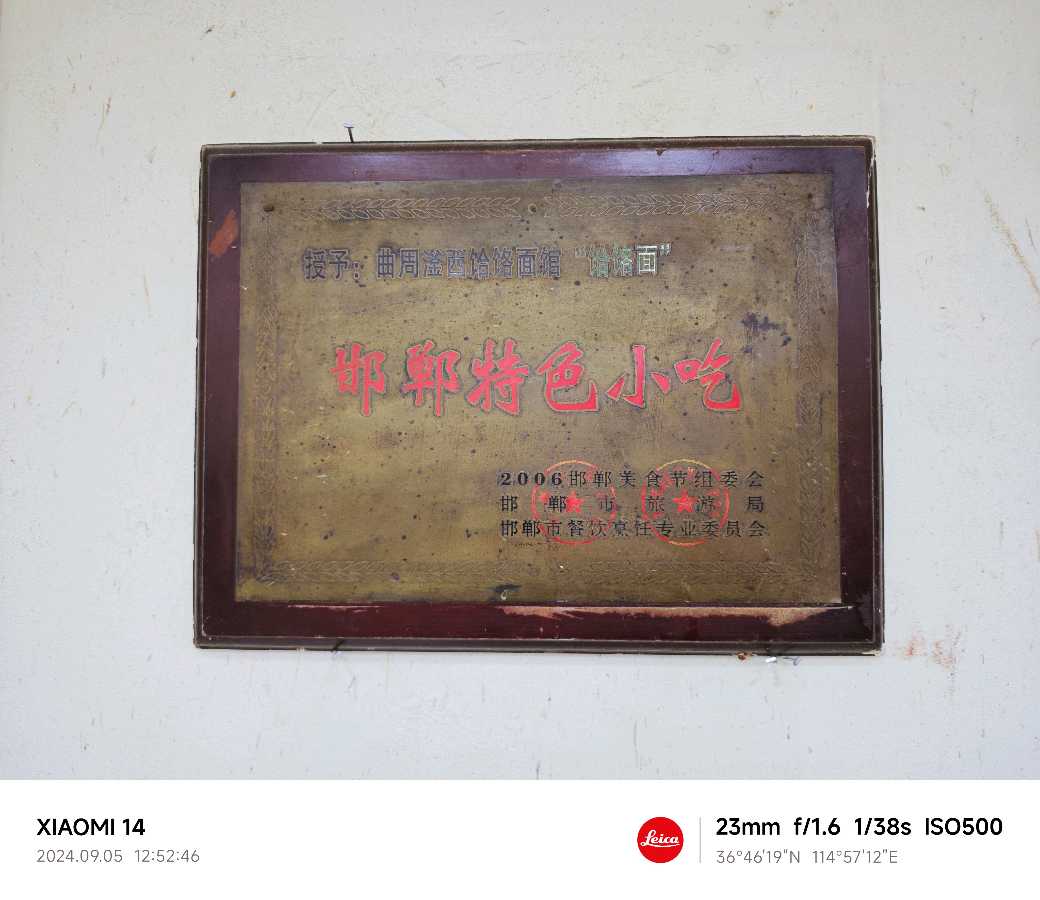 授予：曲周滏西饸饹面馆“饸饹面”
邯郸特色小吃
2006邯郸美食节组委会
邯郸市旅游局
邯郸市餐饮烹饪专业委员会
XIAOMI 14
2024.09.05 12:52:46
Leica
23mm f/1.6 1/38s ISO500
36°46'19"N 114°57'12"E